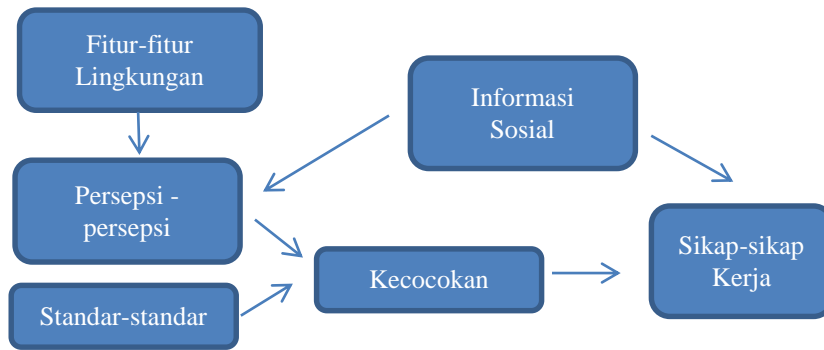 Fitur-fitur
Lingkungan
Informasi
Sosial
Persepsi -
persepsi
Sikap-sikap
Kerja
Kecocokan
Standar-standar